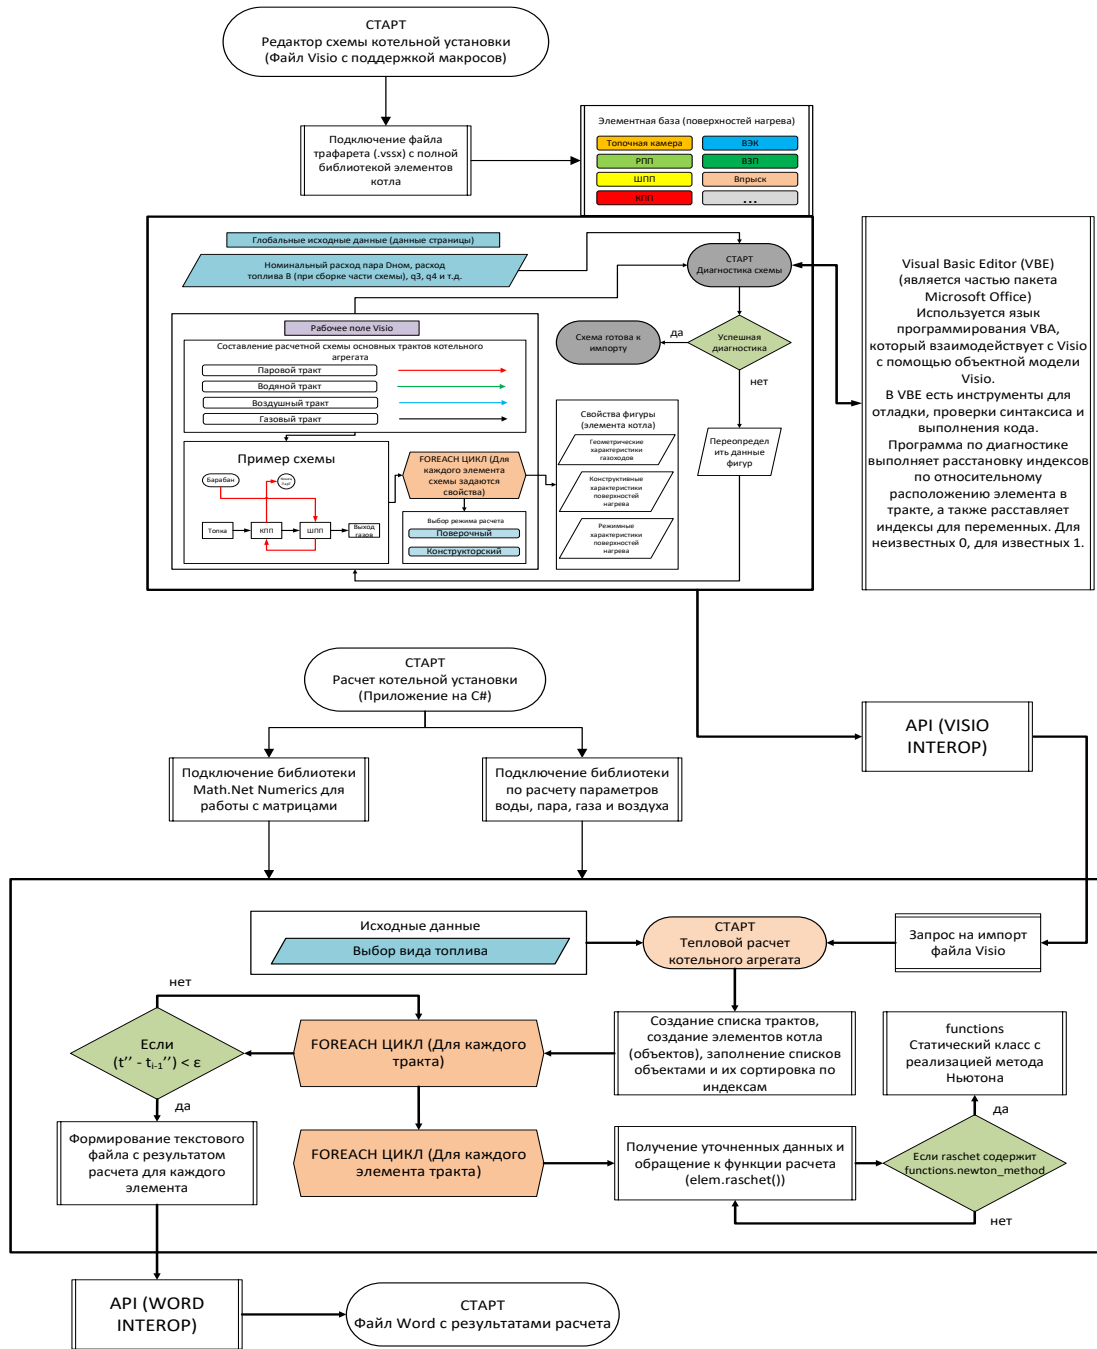 СТАРТ
Редактор схемы котельной установки
(Файл Visio с поддержкой макросов)
Подключение файла
трафарета (.vssx) с полной
библиотекой элементов
котла
Элементная база (поверхностей нагрева)
Топочная камера
ВЭК
РПП
ВЗП
ШПП
Впрыск
КПП
...
Глобальные исходные данные (данные страницы)
Номинальный расход пара Dном, расход
топлива В (при сборке части схемы), q3, q4 и т.д.
СТАРТ
Диагностика схемы
Рабочее поле Visio
Составление расчетной схемы основных трактов котельного
агрегата
Паровой тракт
Водяной тракт
Воздушный тракт
Газовый тракт
Схема готова к
импорту
да
Успешная
диагностика
нет
Переопредел
ить данные
фигур
Свойства фигуры
(элемента котла)
Геометрические
характеристики
газоходов
Конструктивные
характеристики
поверхностей
нагрева
Режимные
характеристики
поверхностей
нагрева
Пример схемы
Барабан
Топка
КПП
ШПП
Выход
газов
FOREACH ЦИКЛ (Для
каждого элемента
схемы задаются
свойства)
Выбор режима расчета
Поверочный
Конструкторский
Visual Basic Editor (VBE)
(является частью пакета
Microsoft Office)
Используется язык
программирования VBA,
который взаимодействует с Visio
с помощью объектной модели
Visio.
В VBE есть инструменты для
отладки, проверки синтаксиса и
выполнения кода.
Программа по диагностике
выполняет расстановку индексов
по относительному
расположению элемента в
тракте, а также расставляет
индексы для переменных. Для
неизвестных 0, для известных 1.
СТАРТ
Расчет котельной установки
(Приложение на C#)
API (VISIO
INTEROP)
Подключение библиотеки
Math.Net Numerics для
работы с матрицами
Подключение библиотеки
по расчету параметров
воды, пара, газа и воздуха
Исходные данные
Выбор вида топлива
СТАРТ
Тепловой расчет
котельного агрегата
Запрос на импорт
файла Visio
нет
Если
(t'' - ti-1'') < ε
да
FOREACH ЦИКЛ (Для каждого
тракта)
Создание списка трактов,
создание элементов котла
(объектов), заполнение списков
объектами и их сортировка по
индексам
functions
Статический класс с
реализацией метода
Ньютона
да
Формирование текстового
файла с результатом
расчета для каждого
элемента
FOREACH ЦИКЛ (Для каждого
элемента тракта)
Получение уточненных данных и
обращение к функции расчета
(elem.raschet())
Если raschet содержит
functions.newton_method
нет
API (WORD
INTEROP)
СТАРТ
Файл Word с результатами расчета